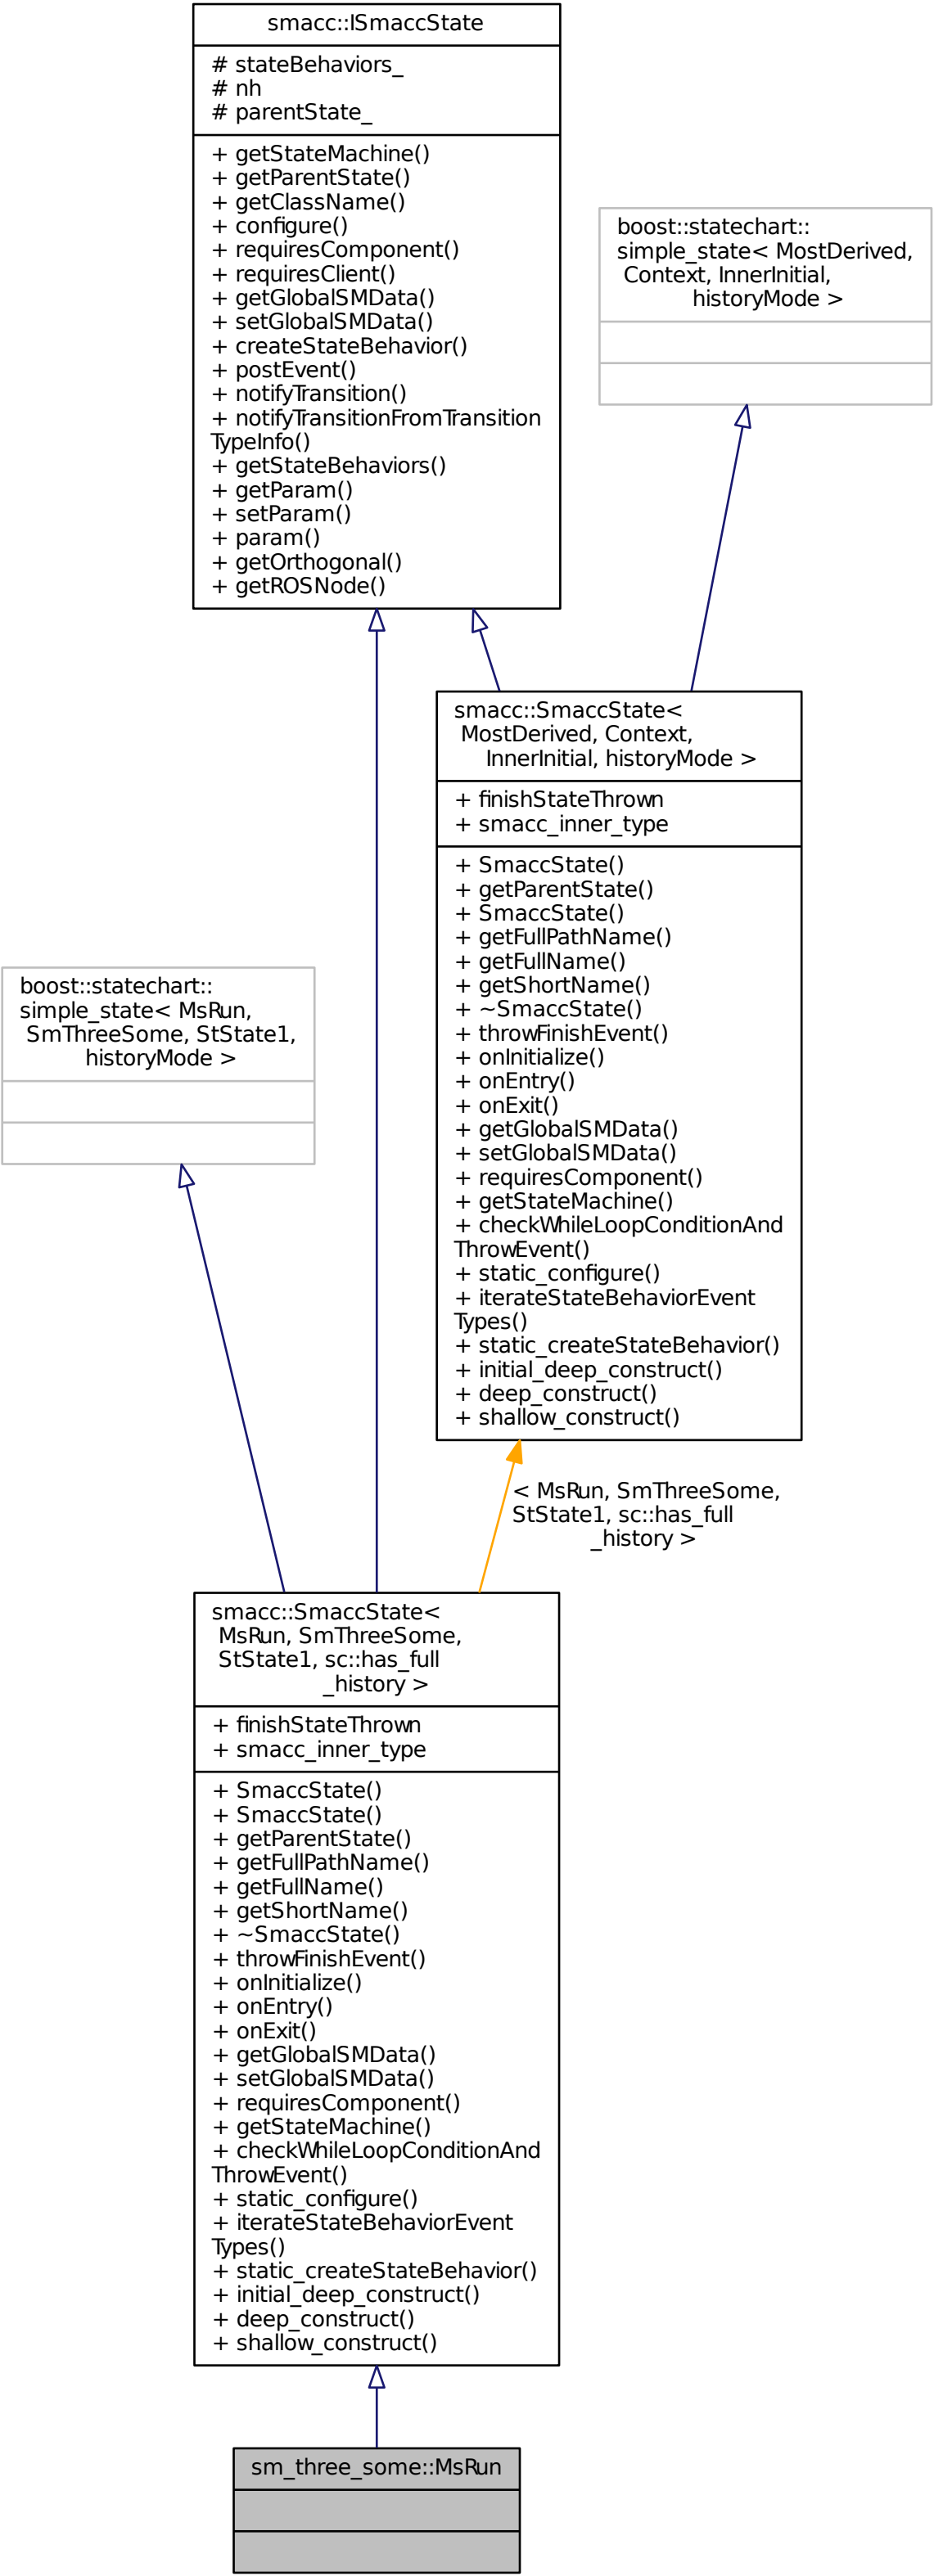 smacc::ISmaccState
# stateBehaviors_
# nh
# parentState_
+ getStateMachine()
+ getParentState()
+ getClassName()
+ configure()
+ requiresComponent()
+ requiresClient()
+ getGlobalSMData()
+ setGlobalSMData()
+ createStateBehavior()
+ postEvent()
+ notifyTransition()
+ notifyTransitionFromTransition
TypeInfo()
+ getStateBehaviors()
+ getParam()
+ setParam()
+ param()
+ getOrthogonal()
+ getROSNode()
boost::statechart::
simple_state< MostDerived,
Context, InnerInitial,
historyMode >
smacc::SmaccState<
MostDerived, Context,
InnerInitial, historyMode >
+ finishStateThrown
+ smacc_inner_type
+ SmaccState()
+ getParentState()
+ SmaccState()
+ getFullPathName()
+ getFullName()
+ getShortName()
+ ~SmaccState()
+ throwFinishEvent()
+ onInitialize()
+ onEntry()
+ onExit()
+ getGlobalSMData()
+ setGlobalSMData()
+ requiresComponent()
+ getStateMachine()
+ checkWhileLoopConditionAnd
ThrowEvent()
+ static_configure()
+ iterateStateBehaviorEvent
Types()
+ static_createStateBehavior()
+ initial_deep_construct()
+ deep_construct()
+ shallow_construct()
boost::statechart::
simple_state< MsRun,
SmThreeSome, StState1,
historyMode >
< MsRun, SmThreeSome,
StState1, sc::has_full
_history >
smacc::SmaccState<
MsRun, SmThreeSome,
StState1, sc::has_full
_history >
+ finishStateThrown
+ smacc_inner_type
+ SmaccState()
+ SmaccState()
+ getParentState()
+ getFullPathName()
+ getFullName()
+ getShortName()
+ ~SmaccState()
+ throwFinishEvent()
+ onInitialize()
+ onEntry()
+ onExit()
+ getGlobalSMData()
+ setGlobalSMData()
+ requiresComponent()
+ getStateMachine()
+ checkWhileLoopConditionAnd
ThrowEvent()
+ static_configure()
+ iterateStateBehaviorEvent
Types()
+ static_createStateBehavior()
+ initial_deep_construct()
+ deep_construct()
+ shallow_construct()
sm_three_some::MsRun